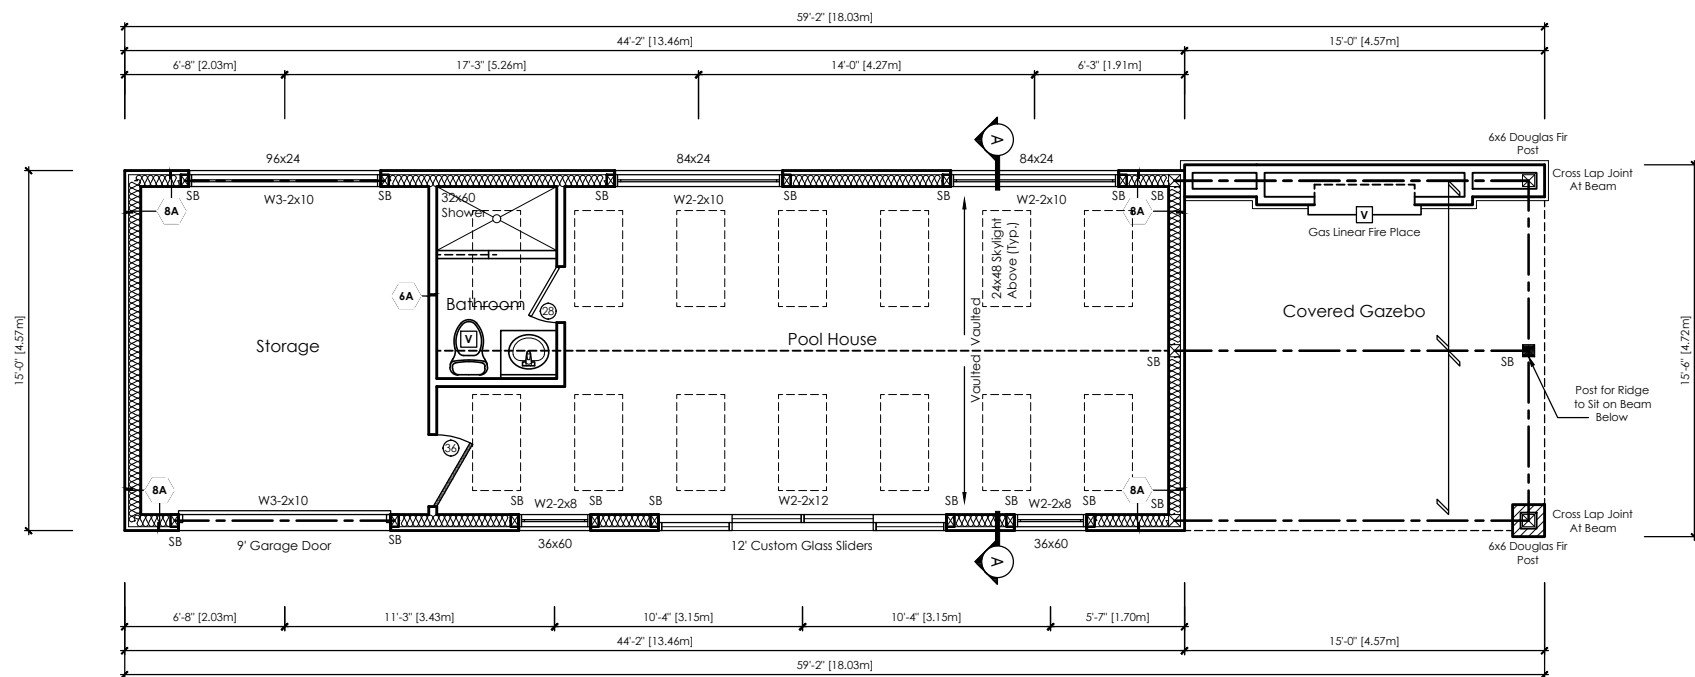 59'-2" [18.03m]
44'-2" [13.46m]
15'-0" [4.57m]
6'-8" [2.03m]
17'-3" [5.26m]
14'-0" [4.27m]
6'-3" [1.91m]
A
6x6 Douglas Fir
Post
96x24
84x24
84x24
Cross Lap Joint
At Beam
SB
W3-2x10
SB
32x60
Shower
SB
W2-2x10
SB
SB
W2-2x10
SB
SB
8A
8A
V
Gas Linear Fire Place
24x48 Skylight
Above (Typ.)
6A
Bathroom
28
Covered Gazebo
15'-0" [4.57m]
Storage
V
Pool House
Vaulted
Vaulted
SB
SB
15'-6" [4.72m]
Post for Ridge
to Sit on Beam
Below
36
8A
W3-2x10
SB
W2-2x8
SB
SB
W2-2x12
SB
SB
W2-2x8
SB
8A
SB
Cross Lap Joint
At Beam
SB
9' Garage Door
SB
36x60
12' Custom Glass Sliders
36x60
A
6x6 Douglas Fir
Post
6'-8" [2.03m]
11'-3" [3.43m]
10'-4" [3.15m]
10'-4" [3.15m]
5'-7" [1.70m]
44'-2" [13.46m]
15'-0" [4.57m]
59'-2" [18.03m]